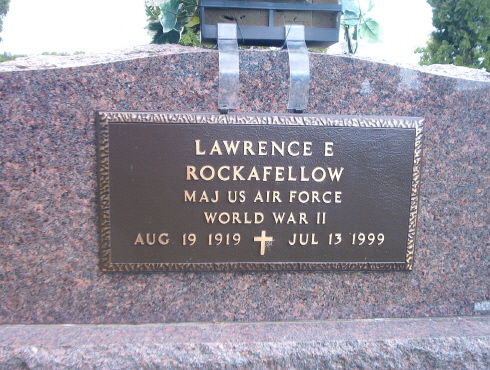 LAWRENCE E
ROCKAFELLOW
MAJ US AIR FORCE
WORLD WAR II
AUG 19 1919 JUL 13 1999